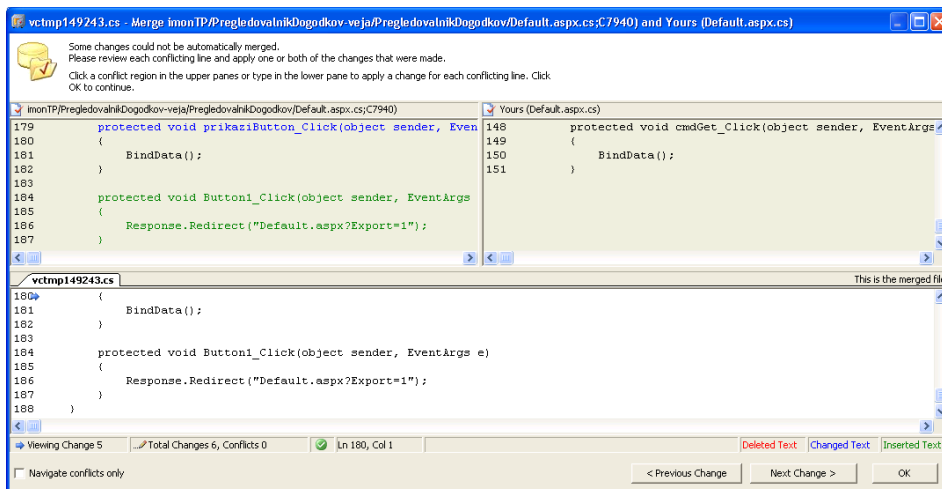 vctmp149243.cs - Merge imonTP/PregledovalnikDogodkov-veja/PregledovalnikDogodkov/Default.aspx.cs;C7940) and Yours (Default.aspx.cs)
Some changes could not be automatically merged.
Please review each conflicting line and apply one or both of the changes that were made.
Click a conflict region in the upper panes or type in the lower pane to apply a change for each conflicting line. Click
OK to continue.
imonTP/PregledovalnikDogodkov-veja/PregledovalnikDogodkov/Default.aspx.cs;C7940)
179 protected void prikaziButton_Click(object sender, Even
180 {
181 BindData();
182 }
183
184 protected void Button1_Click(object sender, EventArgs
185 {
186 Response.Redirect("Default.aspx?Export=1");
187 }
Yours (Default.aspx.cs)
148 protected void cmdGet_Click(object sender, EventArgs
149 {
150 BindData();
151 }
vctmp149243.cs
This is the merged file
180 {
181 BindData();
182 }
183
184 protected void Button1_Click(object sender, EventArgs e)
185 {
186 Response.Redirect("Default.aspx?Export=1");
187 }
188 }
Viewing Change 5
Total Changes 6, Conflicts 0
Ln 180, Col 1
Deleted Text
Changed Text
Inserted Text
Navigate conflicts only
< Previous Change
Next Change >
OK